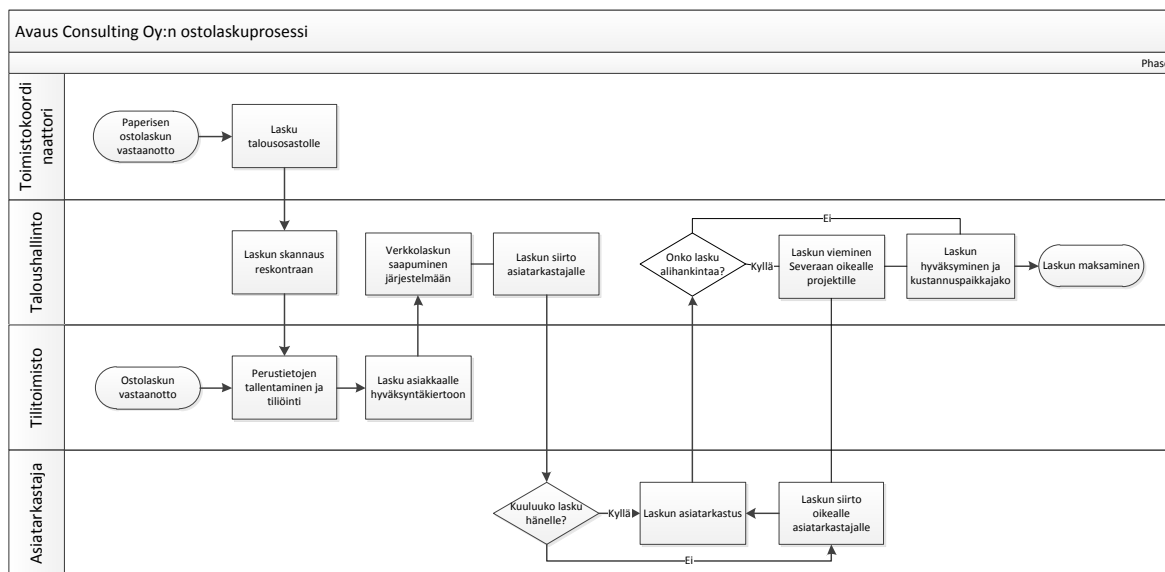 Avaus Consulting Oy:n ostolaskuprosessi
Phase
Toimistokoordi
naattori
Paperisen
ostolaskun
vastaanotto
Lasku
talousosastolle
Taloushallinto
Laskun skannaus
reskontraan
Verkkolaskun
saapuminen
järjestelmään
Laskun siirto
asiatarkastajalle
Onko lasku
alihankintaa?
Ei
Kyllä
Laskun vieminen
Severaan oikealle
projektille
Laskun
hyväksyminen ja
kustannuspaikkajako
Laskun maksaminen
Tilitoimisto
Ostolaskun
vastaanotto
Perustietojen
tallentaminen ja
tiliöinti
Lasku asiakkaalle
hyväksyntäkiertoon
Asiatarkastaja
Kuuluuko lasku
hänelle?
Kyllä
Laskun asiatarkastus
Laskun siirto
oikealle
asiatarkastajalle
Ei